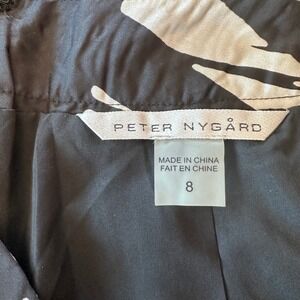 PETER NYGÅRD
MADE IN CHINA
FAIT EN CHINE
8